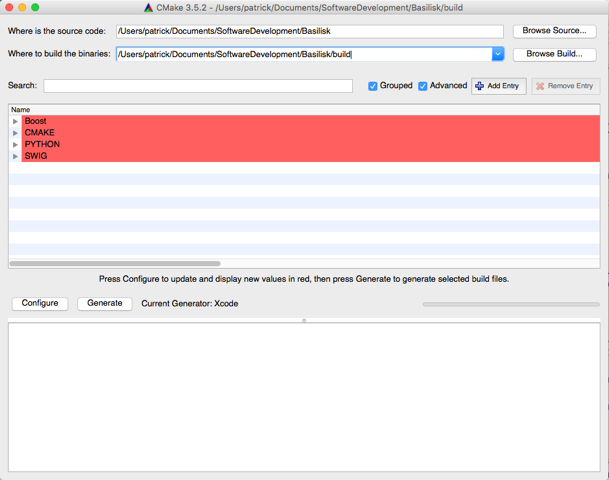 CMake 3.5.2 - /Users/patrick/Documents/SoftwareDevelopment/Basilisk/build
Where is the source code: /Users/patrick/Documents/SoftwareDevelopment/Basilisk Browse Source...
Where to build the binaries: /Users/patrick/Documents/SoftwareDevelopment/Basilisk/build Browse Build...
Search: Grouped Advanced Add Entry Remove Entry
Name
Boost
CMAKE
PYTHON
SWIG
Press Configure to update and display new values in red, then press Generate to generate selected build files.
Configure Generate Current Generator: Xcode